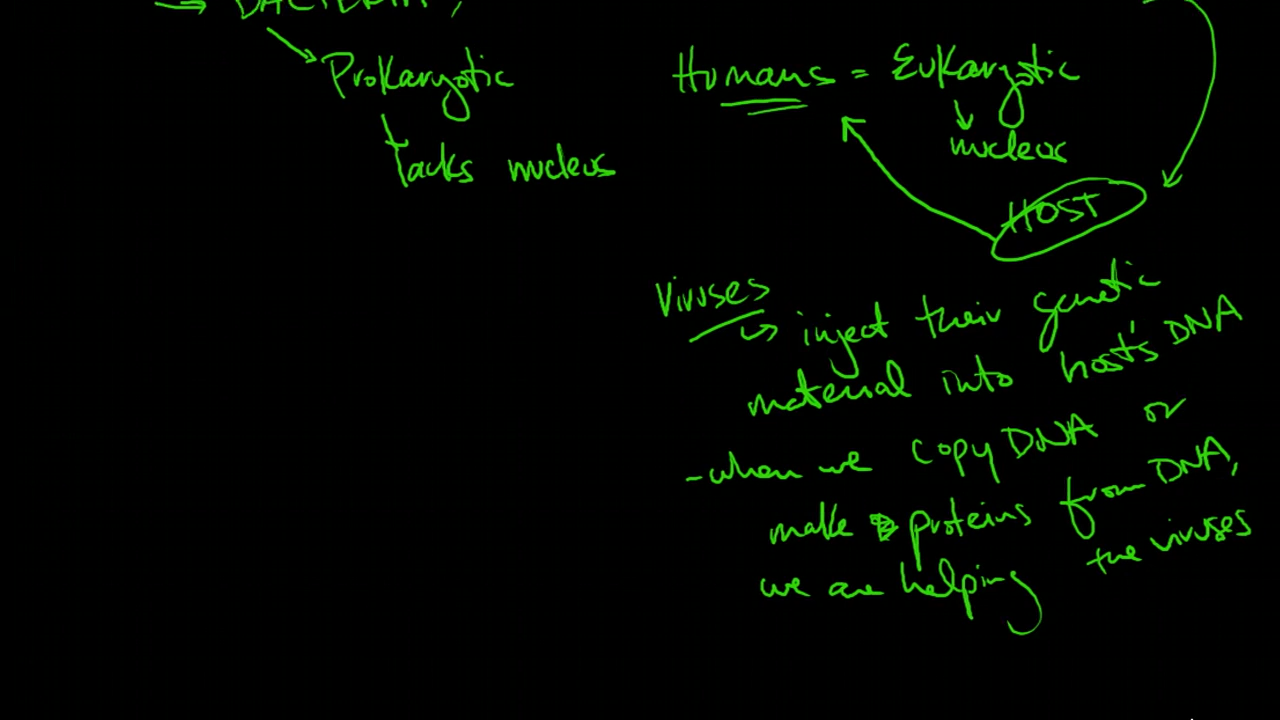 → BACTERIA,
Prokaryotic
lacks nucleus
Humans = Eukaryotic
nucleus
HOST
Viruses
↳ inject their genetic
material into host's DNA
- when we copy DNA or
make proteins from DNA,
we are helping the viruses